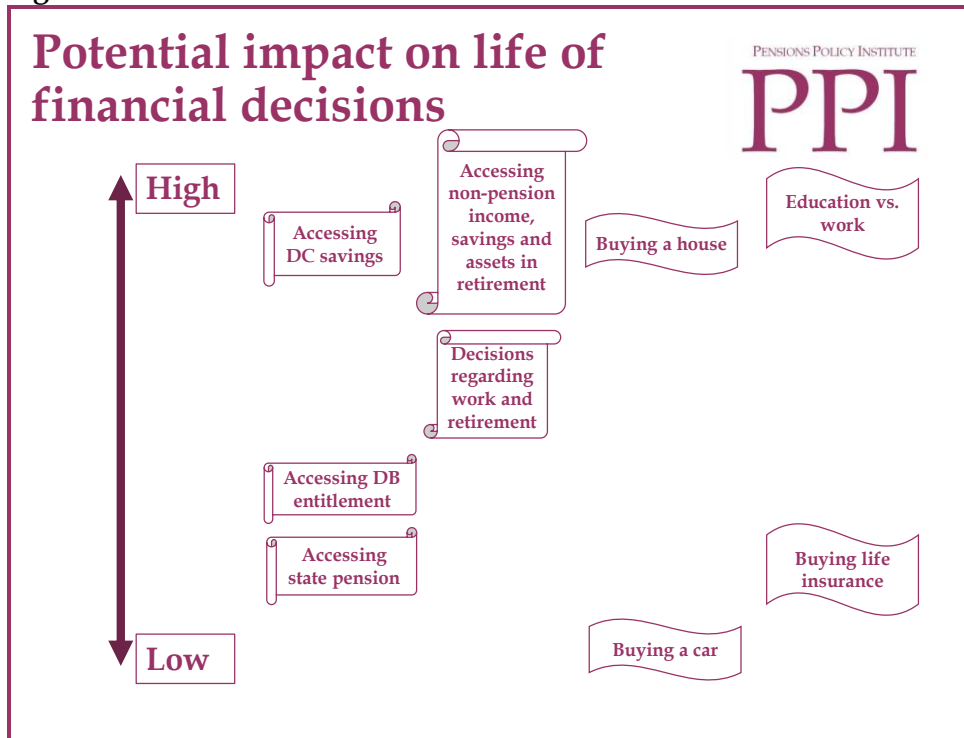 Potential impact on life of
financial decisions
PENSIONS POLICY INSTITUTE
PPI
High
Accessing
DC savings
Accessing
non-pension
income,
savings and
assets in
retirement
Buying a house
Education vs.
work
Decisions
regarding
work and
retirement
Accessing DB
entitlement
Accessing
state pension
Buying life
insurance
Low
Buying a car